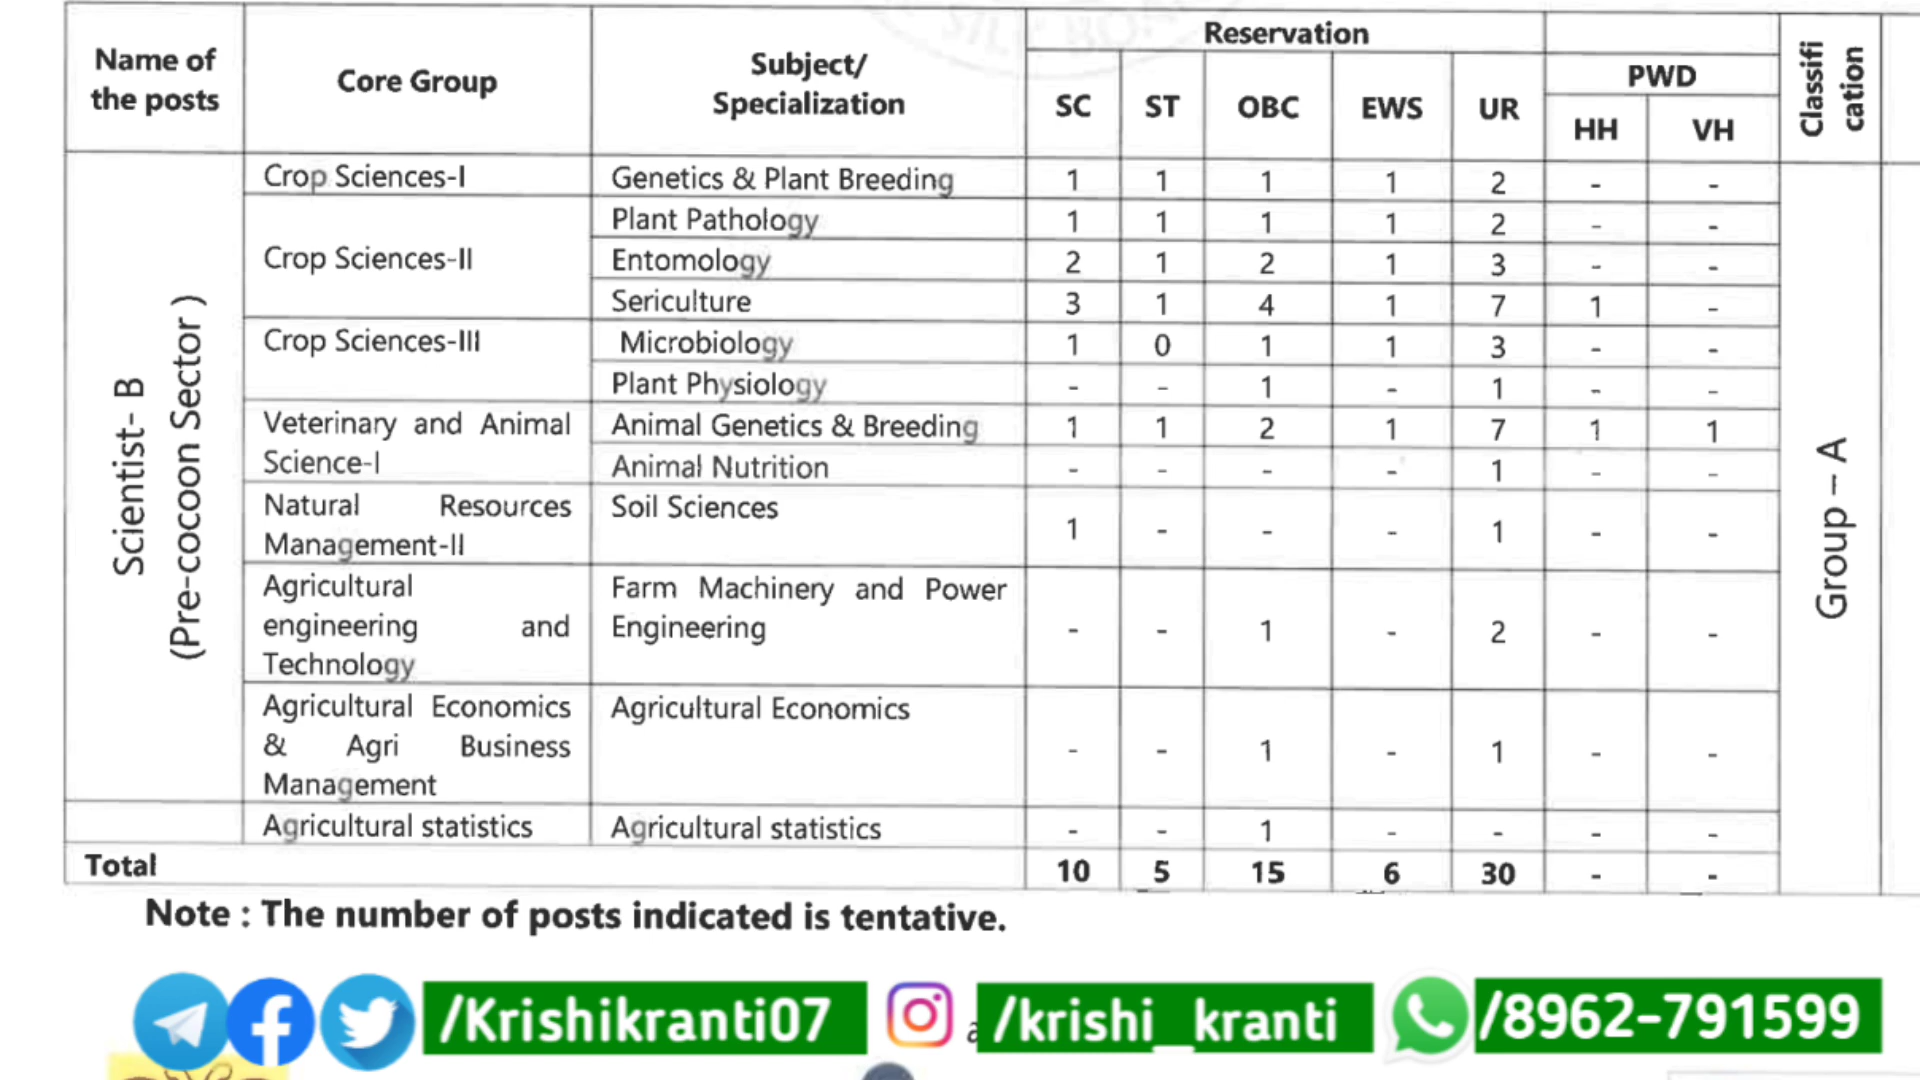 Reservation
Name of
the posts
Core Group
Subject/
Specialization
SC ST OBC EWS UR
PWD
HH VH
Classifi
cation
Scientist- B
(Pre-cocoon Sector )
Crop Sciences-I Genetics & Plant Breeding 1 1 1 1 2 - -
Crop Sciences-II
Plant Pathology 1 1 1 1 2 - -
Entomology 2 1 2 1 3 - -
Sericulture 3 1 4 1 7 1 -
Crop Sciences-III Microbiology 1 0 1 1 3 - -
Plant Physiology - - 1 - 1 - -
Veterinary and Animal
Science-I
Animal Genetics & Breeding 1 1 2 1 7 1 1
Animal Nutrition - - - - 1 - -
Natural Resources
Management-II
Soil Sciences 1 - - - 1 - -
Agricultural
engineering and
Technology
Farm Machinery and Power
Engineering
- - 1 - 2 - -
Agricultural Economics
& Agri Business
Management
Agricultural Economics - - 1 - 1 - -
Agricultural statistics Agricultural statistics - - 1 - - - -
Group – A
Total 10 5 15 6 30 - -
Note : The number of posts indicated is tentative.
/Krishikranti07
/krishi__kranti
/8962-791599